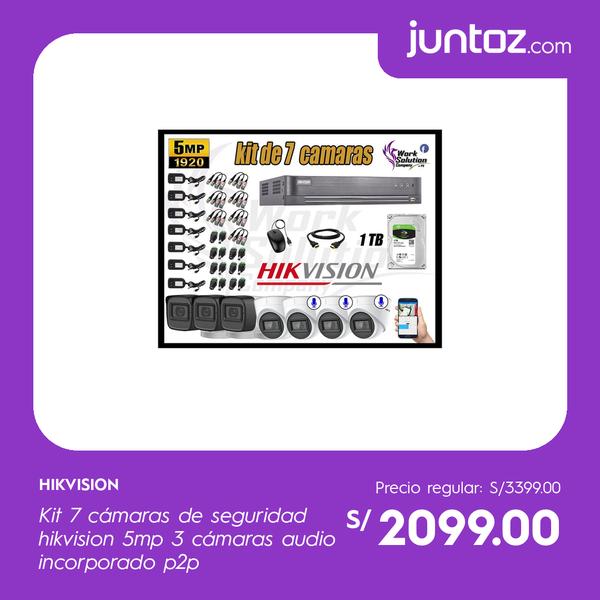 juntoz.com
5MP
1920
kit de 7 camaras
Work
Solution
Company
1 TB
HIKVISION
HIKVISION
Kit 7 cámaras de seguridad
hikvision 5mp 3 cámaras audio
incorporado p2p
Precio regular: S/3399.00
S/ 2099.00